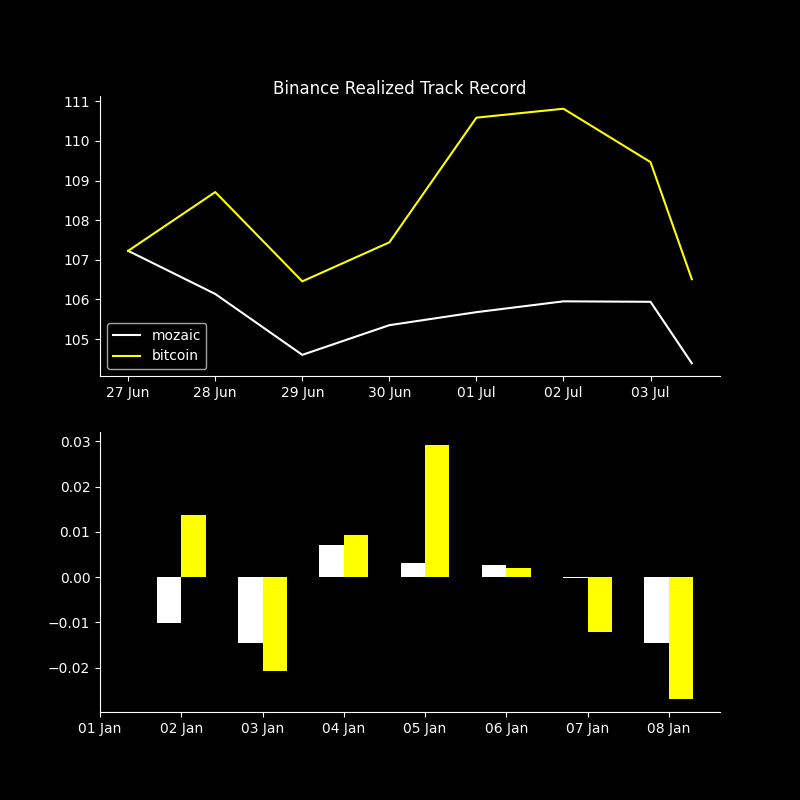 Binance Realized Track Record
111
110
109
108
107
106
105
mozaic
bitcoin
27 Jun 28 Jun 29 Jun 30 Jun 01 Jul 02 Jul 03 Jul
0.03
0.02
0.01
0.00
−0.01
−0.02
01 Jan 02 Jan 03 Jan 04 Jan 05 Jan 06 Jan 07 Jan 08 Jan